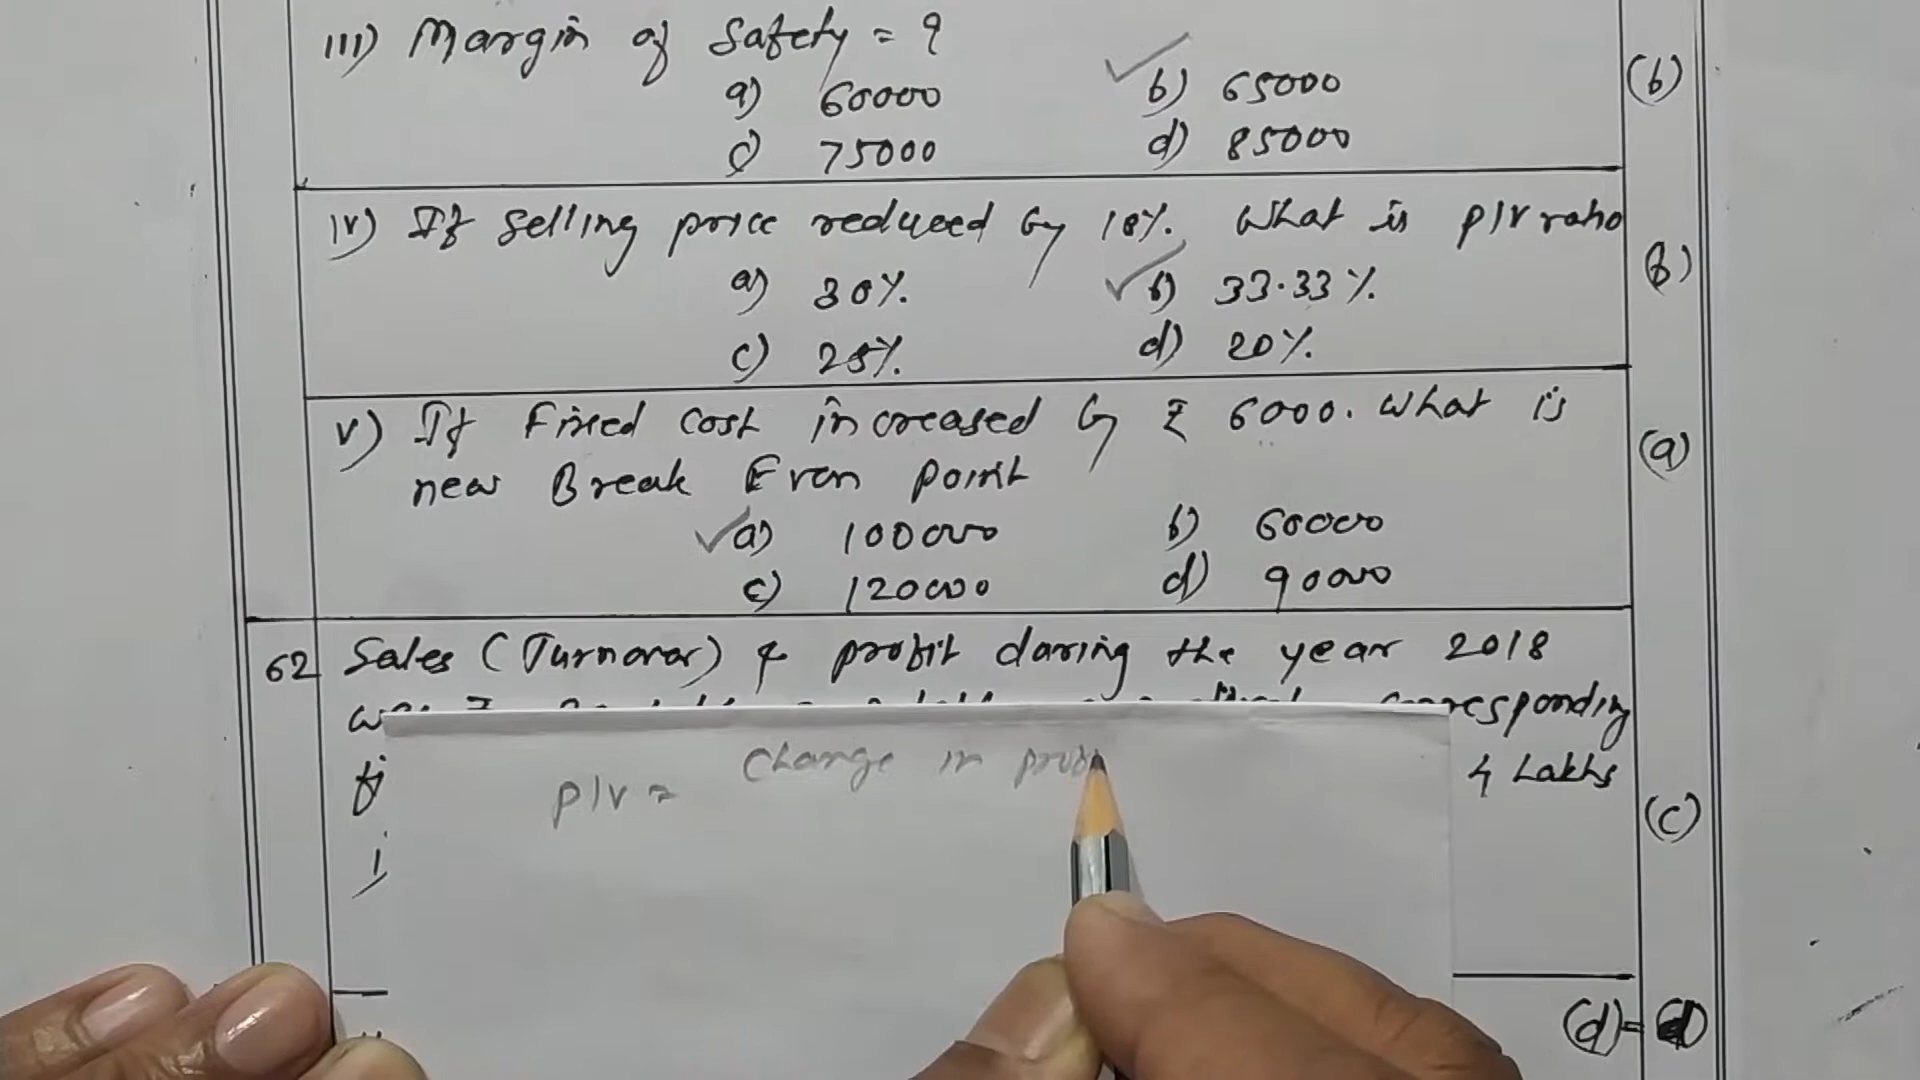 III) Margin of Safety = ?
a) 60000 b) 65000 (b)
c) 75000 d) 85000
IV) If selling price reduced by 10%. What is p/v ratio
a) 30% b) 33.33% (b)
c) 25% d) 20%
V) If Fixed cost increased by ₹ 6000. What is (a)
new Break Even point
a) 100000 b) 60000
c) 120000 d) 90000
62 Sales (Turnover) & profit during the year 2018
corresponding
4 Lakhs
Change in prof
p/v =
(c)
(d) =